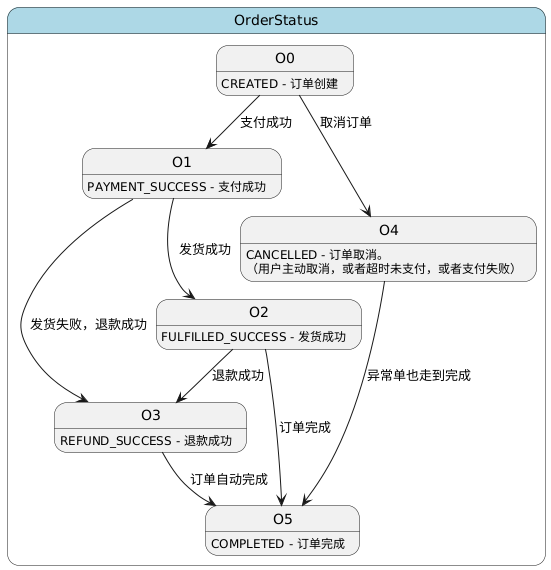 OrderStatus
O0
CREATED - 订单创建
支付成功
取消订单
O1
PAYMENT_SUCCESS - 支付成功
O4
CANCELLED - 订单取消。
（用户主动取消，或者超时未支付，或者支付失败）
发货成功
O2
FULFILLED_SUCCESS - 发货成功
发货失败，退款成功
退款成功
异常单也走到完成
O3
REFUND_SUCCESS - 退款成功
订单完成
订单自动完成
O5
COMPLETED - 订单完成